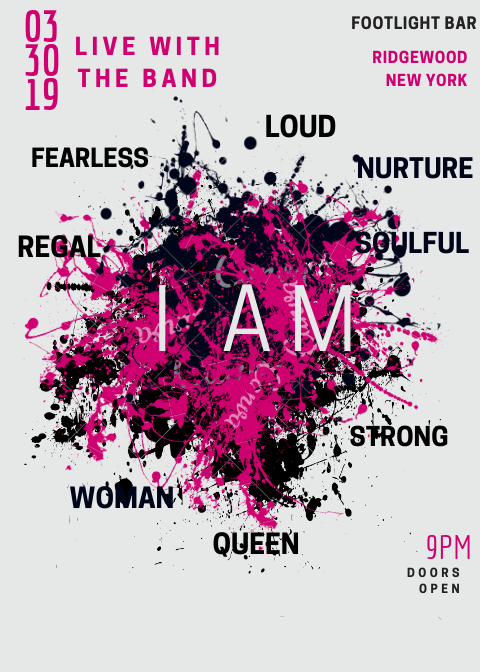 03
30
19
LIVE WITH
THE BAND
FOOTLIGHT BAR
RIDGEWOOD
NEW YORK
LOUD
FEARLESS
NURTURE
REGAL
SOULFUL
I AM
STRONG
WOMAN
QUEEN
9PM
DOORS
OPEN
Canva